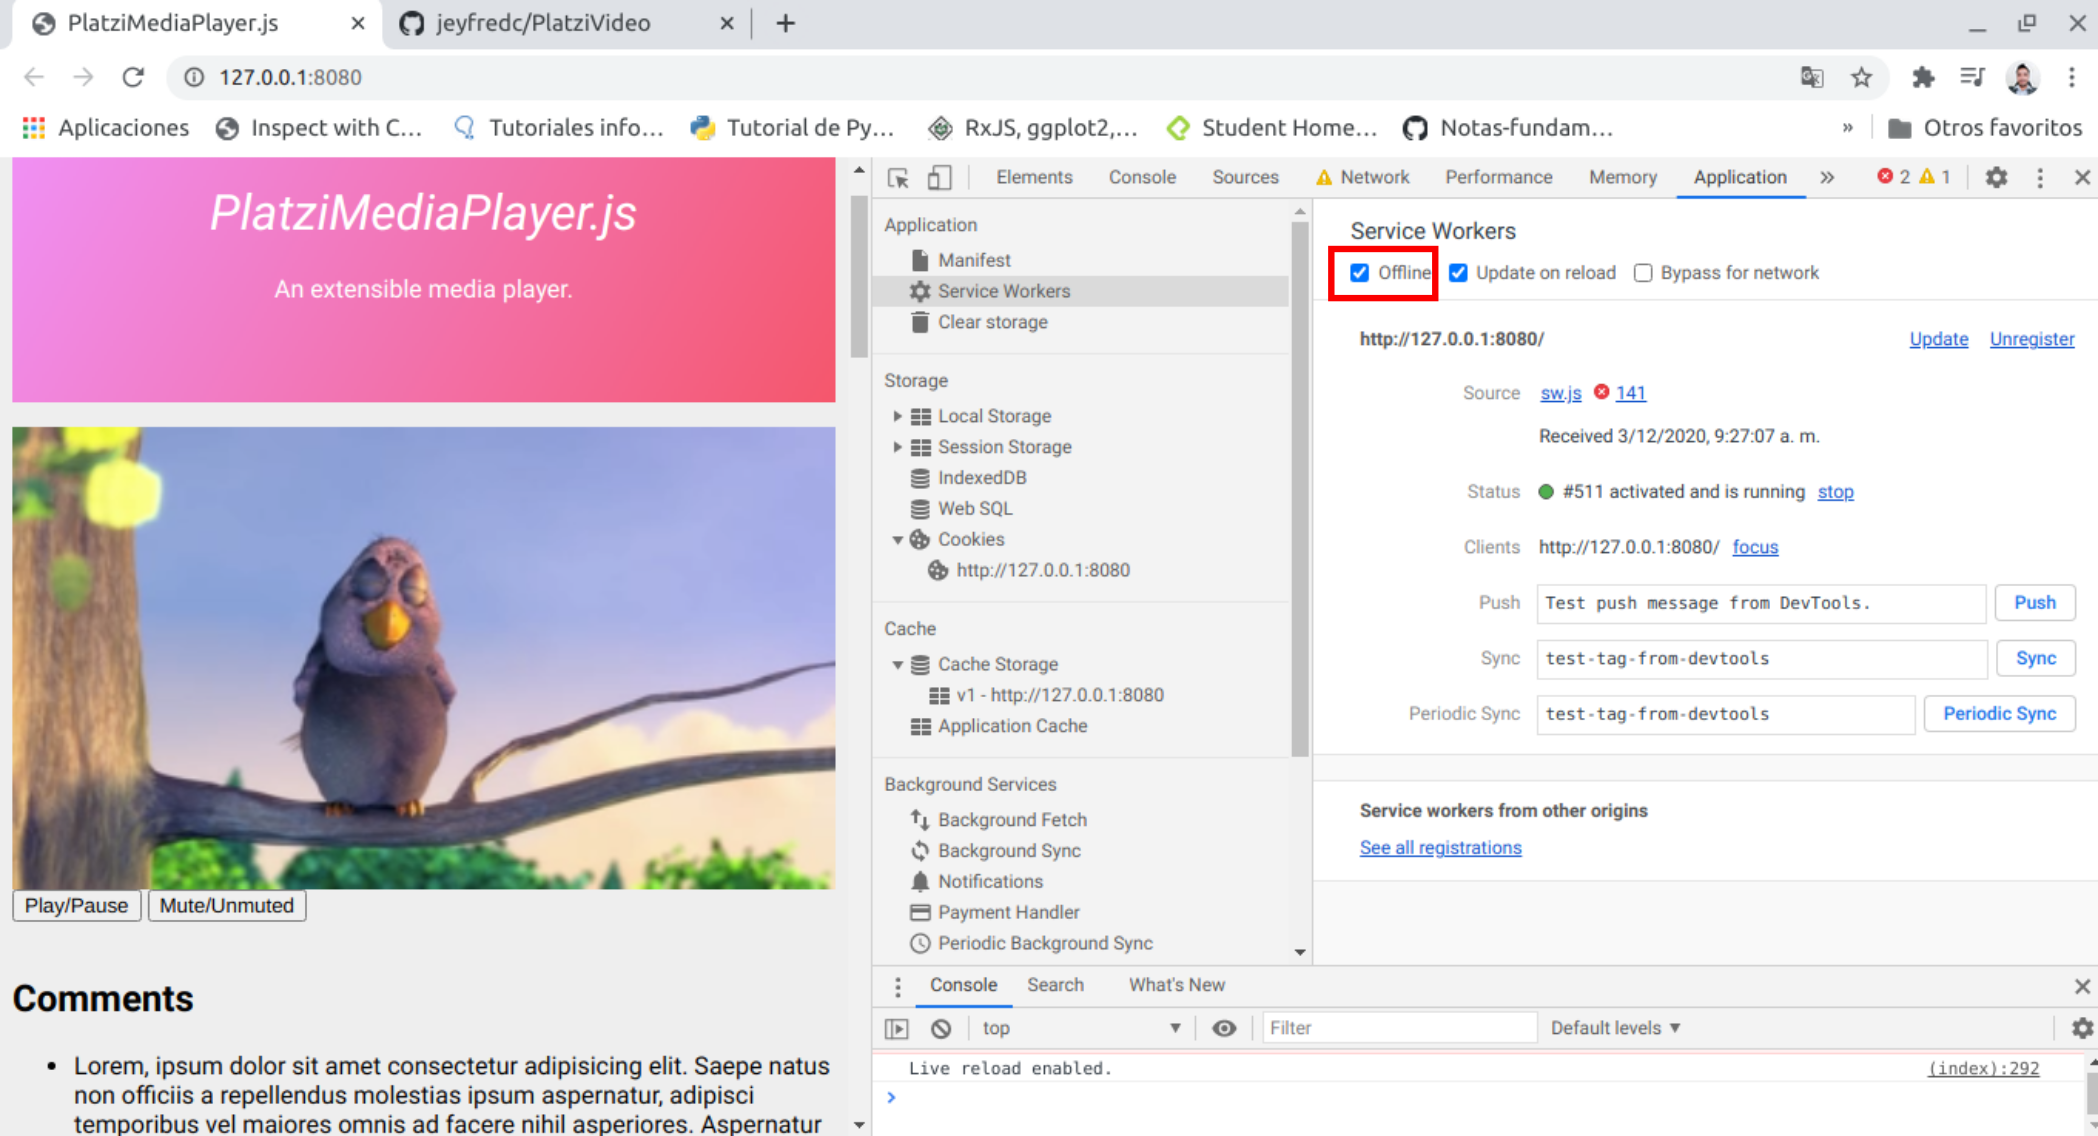 PlatziMediaPlayer.js
jeyfredc/PlatziVideo
127.0.0.1:8080
Aplicaciones
Inspect with C...
Tutoriales info...
Tutorial de Py...
RxJS, ggplot2,...
Student Home...
Notas-fundam...
»
Otros favoritos
PlatziMediaPlayer.js
An extensible media player.
Play/Pause
Mute/Unmuted
Comments
• Lorem, ipsum dolor sit amet consectetur adipisicing elit. Saepe natus
non officiis a repellendus molestias ipsum aspernatur, adipisci
temporibus vel maiores omnis ad facere nihil asperiores. Aspernatur
Elements Console Sources Network Performance Memory Application » 2 1
Application
Manifest
Service Workers
Clear storage
Storage
Local Storage
Session Storage
IndexedDB
Web SQL
Cookies
http://127.0.0.1:8080
Cache
Cache Storage
v1 - http://127.0.0.1:8080
Application Cache
Background Services
Background Fetch
Background Sync
Notifications
Payment Handler
Periodic Background Sync
Service Workers
Offline Update on reload Bypass for network
http://127.0.0.1:8080/ Update Unregister
Source sw.js 141
Received 3/12/2020, 9:27:07 a. m.
Status #511 activated and is running stop
Clients http://127.0.0.1:8080/ focus
Push Test push message from DevTools. Push
Sync test-tag-from-devtools Sync
Periodic Sync test-tag-from-devtools Periodic Sync
Service workers from other origins
See all registrations
Console Search What's New
top Filter Default levels
Live reload enabled. (index):292